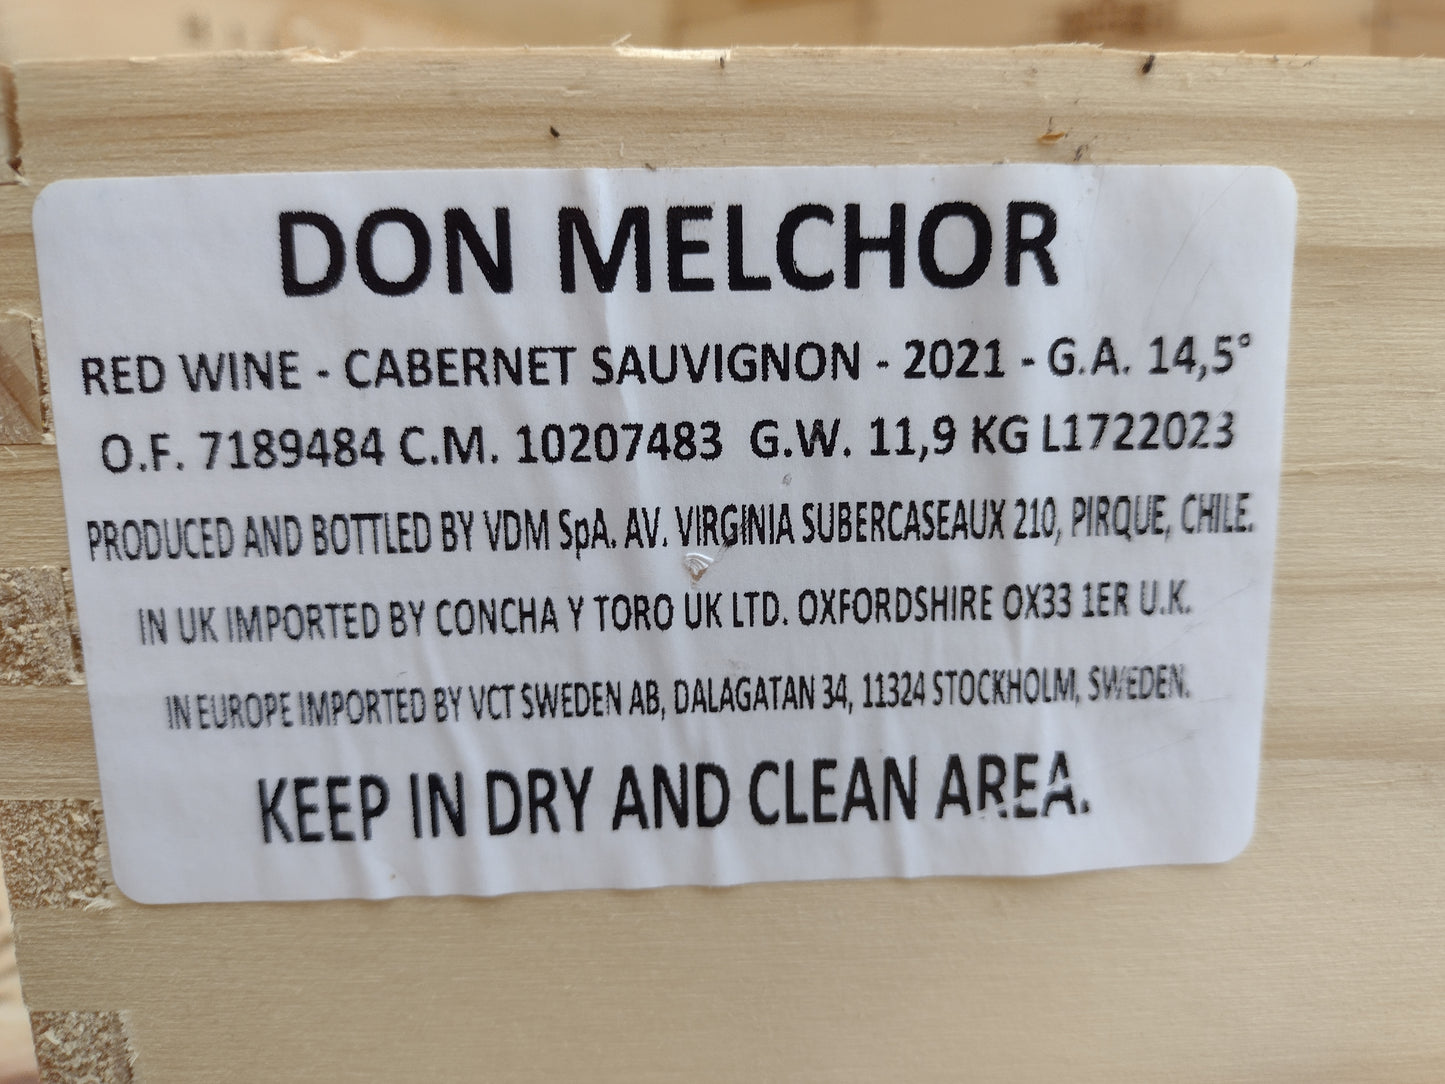 DON MELCHOR
RED WINE - CABERNET SAUVIGNON - 2021 - G.A. 14,5°
O.F. 7189484 C.M. 10207483 G.W. 11,9 KG L1722023
PRODUCED AND BOTTLED BY VDM SpA. AV. VIRGINIA SUBERCASEAUX 210, PIRQUE, CHILE.
IN UK IMPORTED BY CONCHA Y TORO UK LTD. OXFORDSHIRE OX33 1ER U.K.
IN EUROPE IMPORTED BY VCT SWEDEN AB, DALAGATAN 34, 11324 STOCKHOLM, SWEDEN.
KEEP IN DRY AND CLEAN AREA.